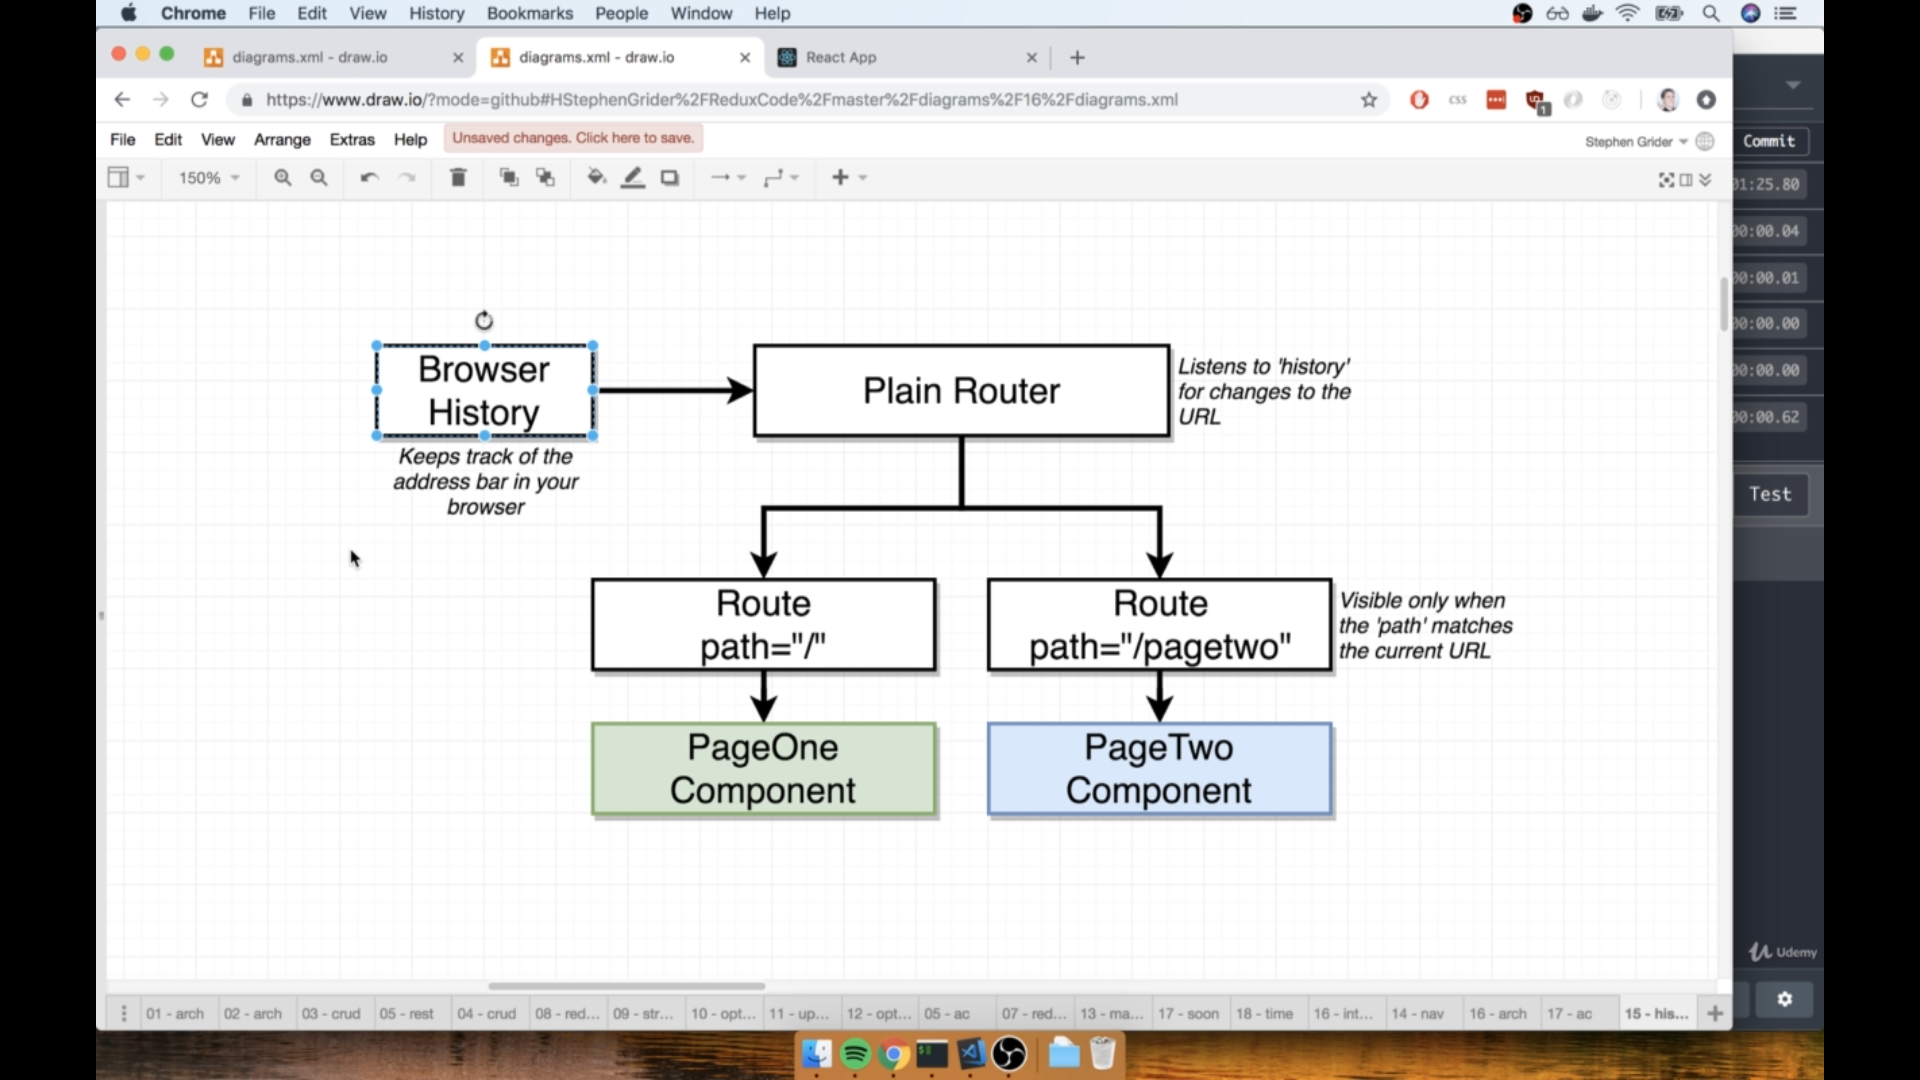 Chrome File Edit View History Bookmarks People Window Help
diagrams.xml - draw.io
diagrams.xml - draw.io
React App
https://www.draw.io/?mode=github#HStephenGrider%2FReduxCode%2Fmaster%2Fdiagrams%2F16%2Fdiagrams.xml
css
1
File Edit View Arrange Extras Help
Unsaved changes. Click here to save.
Stephen Grider
Commit
150%
01:25.80
00:00.04
00:00.01
00:00.00
00:00.00
00:00.62
Test
Browser
History
Keeps track of the
address bar in your
browser
Plain Router
Listens to 'history'
for changes to the
URL
Route
path="/"
Route
path="/pagetwo"
Visible only when
the 'path' matches
the current URL
PageOne
Component
PageTwo
Component
Udemy
01 - arch
02 - arch
03 - crud
05 - rest
04 - crud
08 - red...
09 - str...
10 - opt...
11 - up...
12 - opt...
05 - ac
07 - red...
13 - ma...
17 - soon
18 - time
16 - int...
14 - nav
16 - arch
17 - ac
15 - his...